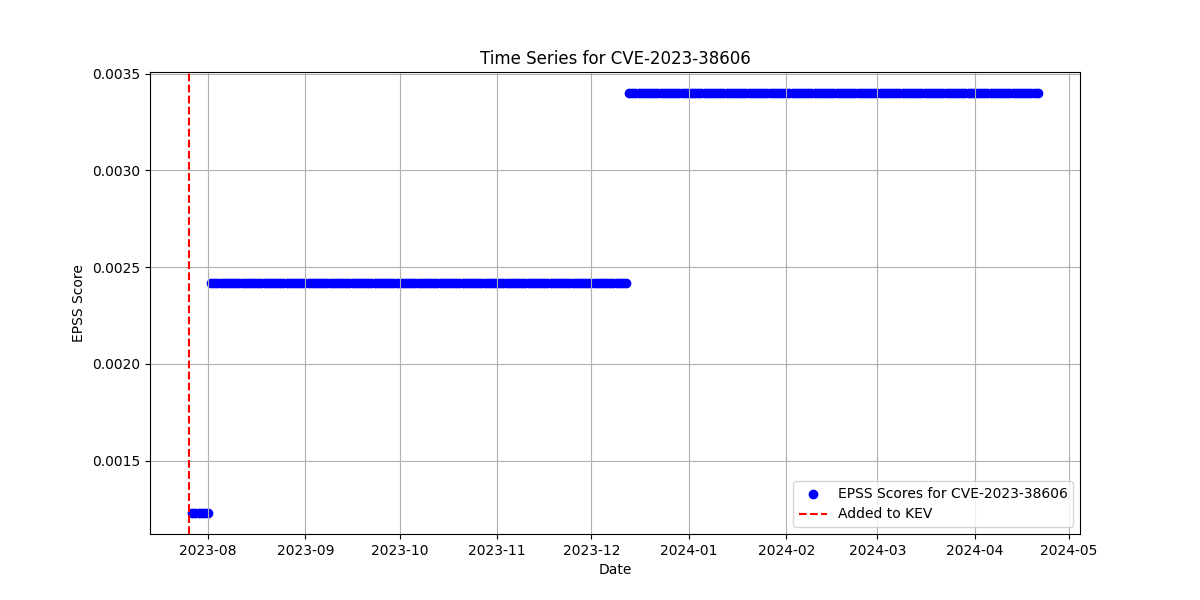 Time Series for CVE-2023-38606
0.0035
0.0030
0.0025
0.0020
0.0015
EPSS Score
EPSS Scores for CVE-2023-38606
Added to KEV
2023-08 2023-09 2023-10 2023-11 2023-12 2024-01 2024-02 2024-03 2024-04 2024-05
Date